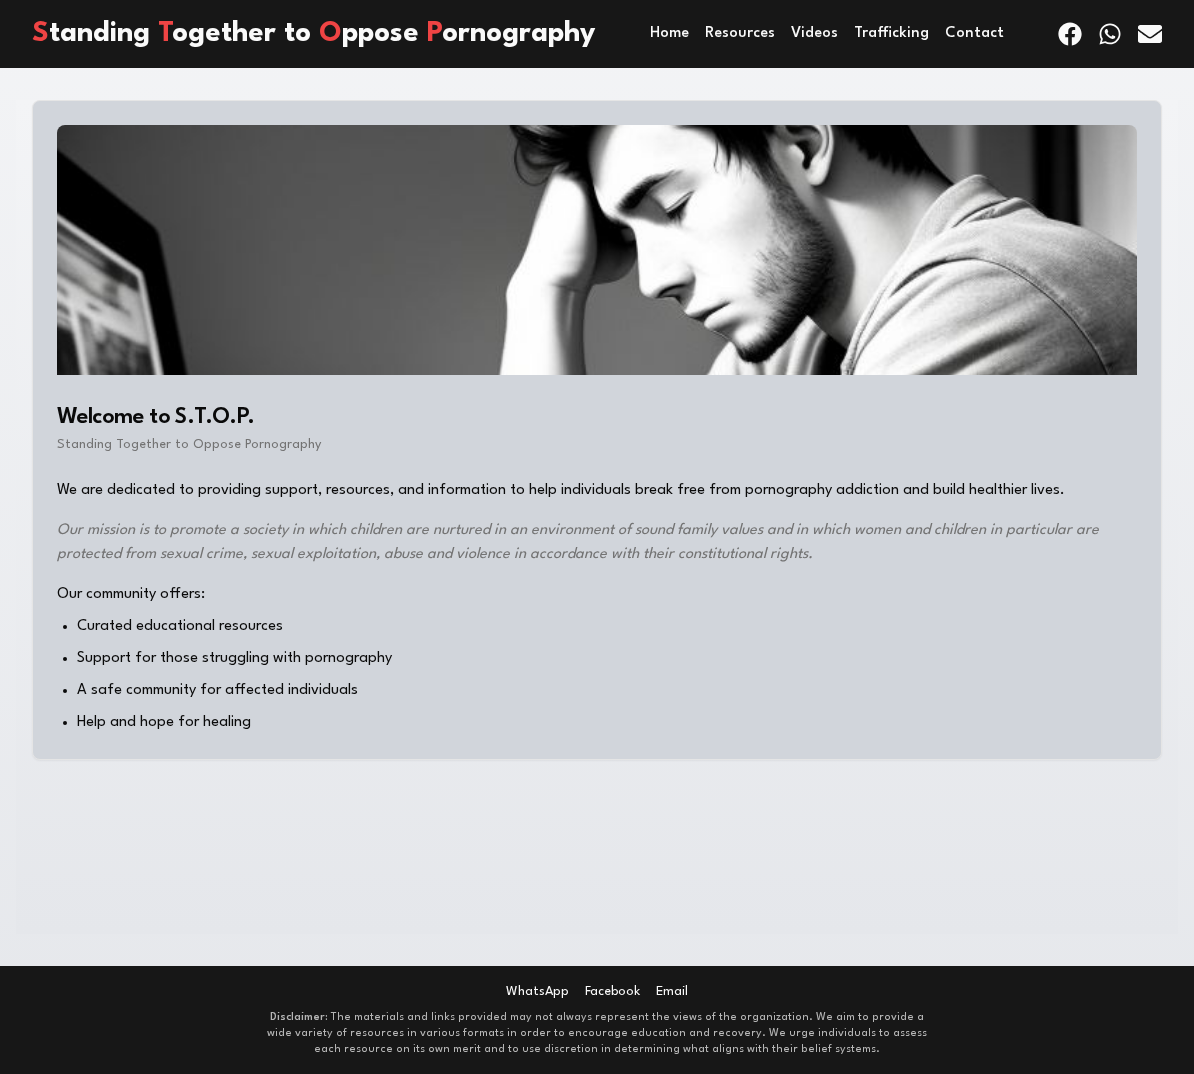 Standing Together to Oppose Pornography
Home Resources Videos Trafficking Contact
Welcome to S.T.O.P.
Standing Together to Oppose Pornography
We are dedicated to providing support, resources, and information to help individuals break free from pornography addiction and build healthier lives.
Our mission is to promote a society in which children are nurtured in an environment of sound family values and in which women and children in particular are
protected from sexual crime, sexual exploitation, abuse and violence in accordance with their constitutional rights.
Our community offers:
• Curated educational resources
• Support for those struggling with pornography
• A safe community for affected individuals
• Help and hope for healing
WhatsApp Facebook Email
Disclaimer: The materials and links provided may not always represent the views of the organization. We aim to provide a
wide variety of resources in various formats in order to encourage education and recovery. We urge individuals to assess
each resource on its own merit and to use discretion in determining what aligns with their belief systems.